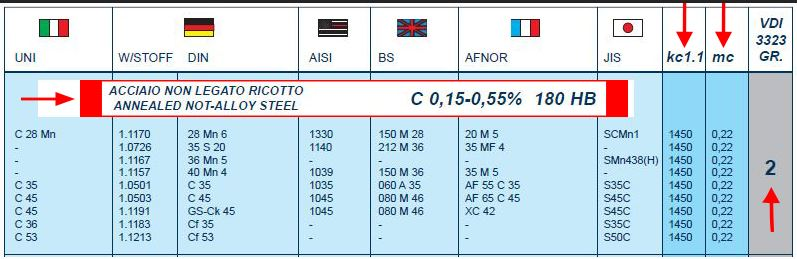 UNI W/STOFF DIN AISI BS AFNOR JIS kc1.1 mc VDI 3323 GR.
ACCIAIO NON LEGATO RICOTTO
ANNEALED NOT-ALLOY STEEL C 0,15-0,55% 180 HB
C 28 Mn 1.1170 28 Mn 6 1330 150 M 28 20 M 5 SCMn1 1450 0,22
- 1.0726 35 S 20 1140 212 M 36 35 MF 4 - 1450 0,22
- 1.1167 36 Mn 5 - - - SMn438(H) 1450 0,22
- 1.1157 40 Mn 4 1039 150 M 36 35 M 5 - 1450 0,22 2
C 35 1.0501 C 35 1035 060 A 35 AF 55 C 35 S35C 1450 0,22
C 45 1.0503 C 45 1045 080 M 46 AF 65 C 45 S45C 1450 0,22
C 45 1.1191 GS-Ck 45 1045 080 M 46 XC 42 S45C 1450 0,22
C 36 1.1183 Cf 35 - - - S35C 1450 0,22
C 53 1.1213 Cf 53 - - - S50C 1450 0,22